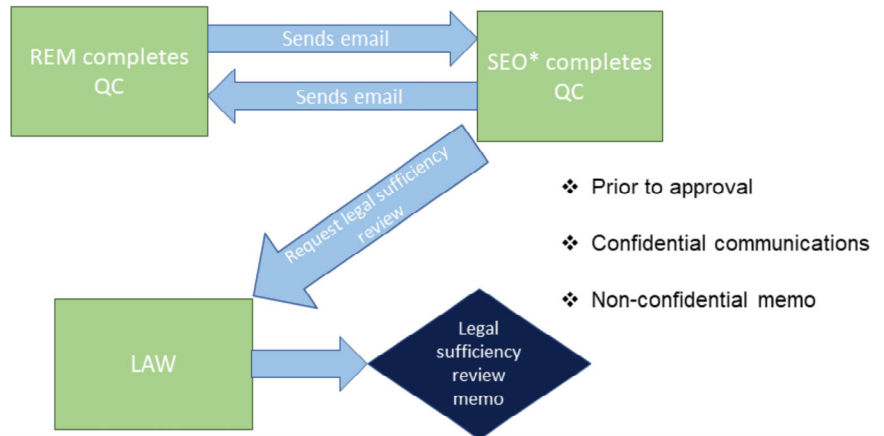 REM completes
QC
Sends email
Sends email
SEO* completes
QC
Request legal sufficiency
review
❖ Prior to approval
❖ Confidential communications
❖ Non-confidential memo
LAW
Legal
sufficiency
review
memo